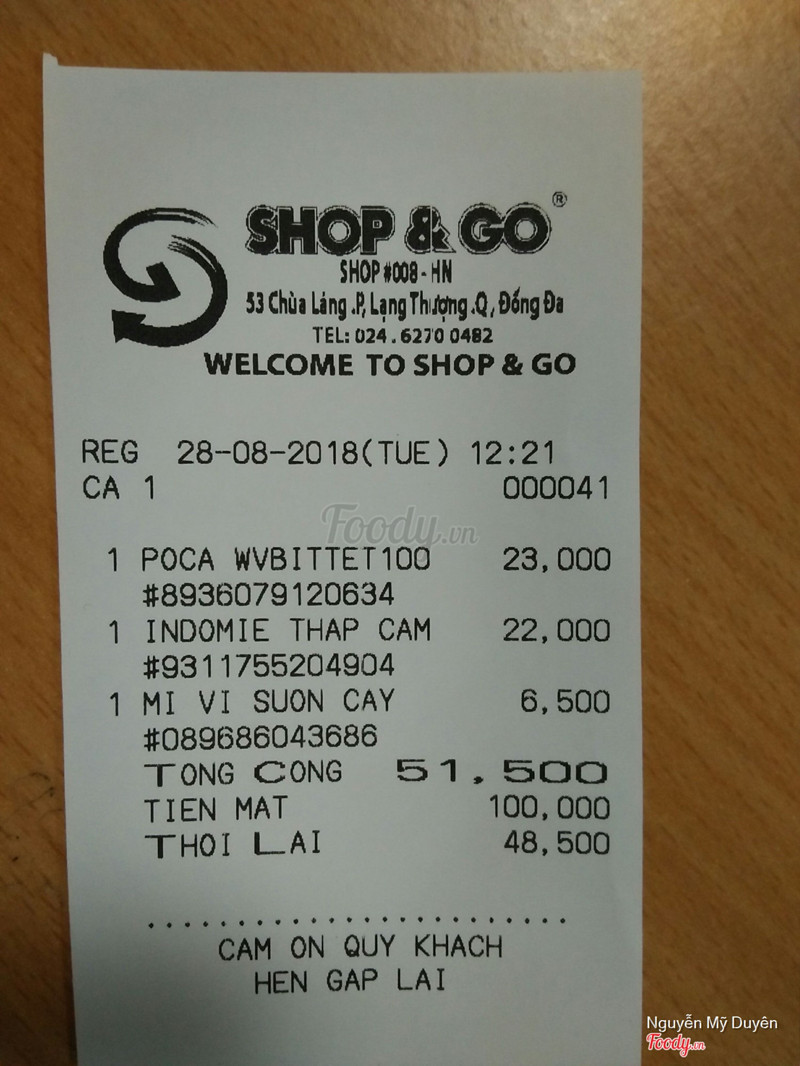 SHOP & GO®
SHOP #008 - HN
53 Chùa Láng .P, Lạng Thượng .Q, Đống Đa
TEL: 024 . 6270 0482
WELCOME TO SHOP & GO
REG 28-08-2018(TUE) 12:21
CA 1 000041
Foody.vn
1 POCA WVBITTET100 23,000
#8936079120634
1 INDOMIE THAP CAM 22,000
#9311755204904
1 MI VI SUON CAY 6,500
#089686043686
TONG CONG 51,500
TIEN MAT 100,000
THOI LAI 48,500
.......................
CAM ON QUY KHACH
HEN GAP LAI
Nguyễn Mỹ Duyên
Foody.vn